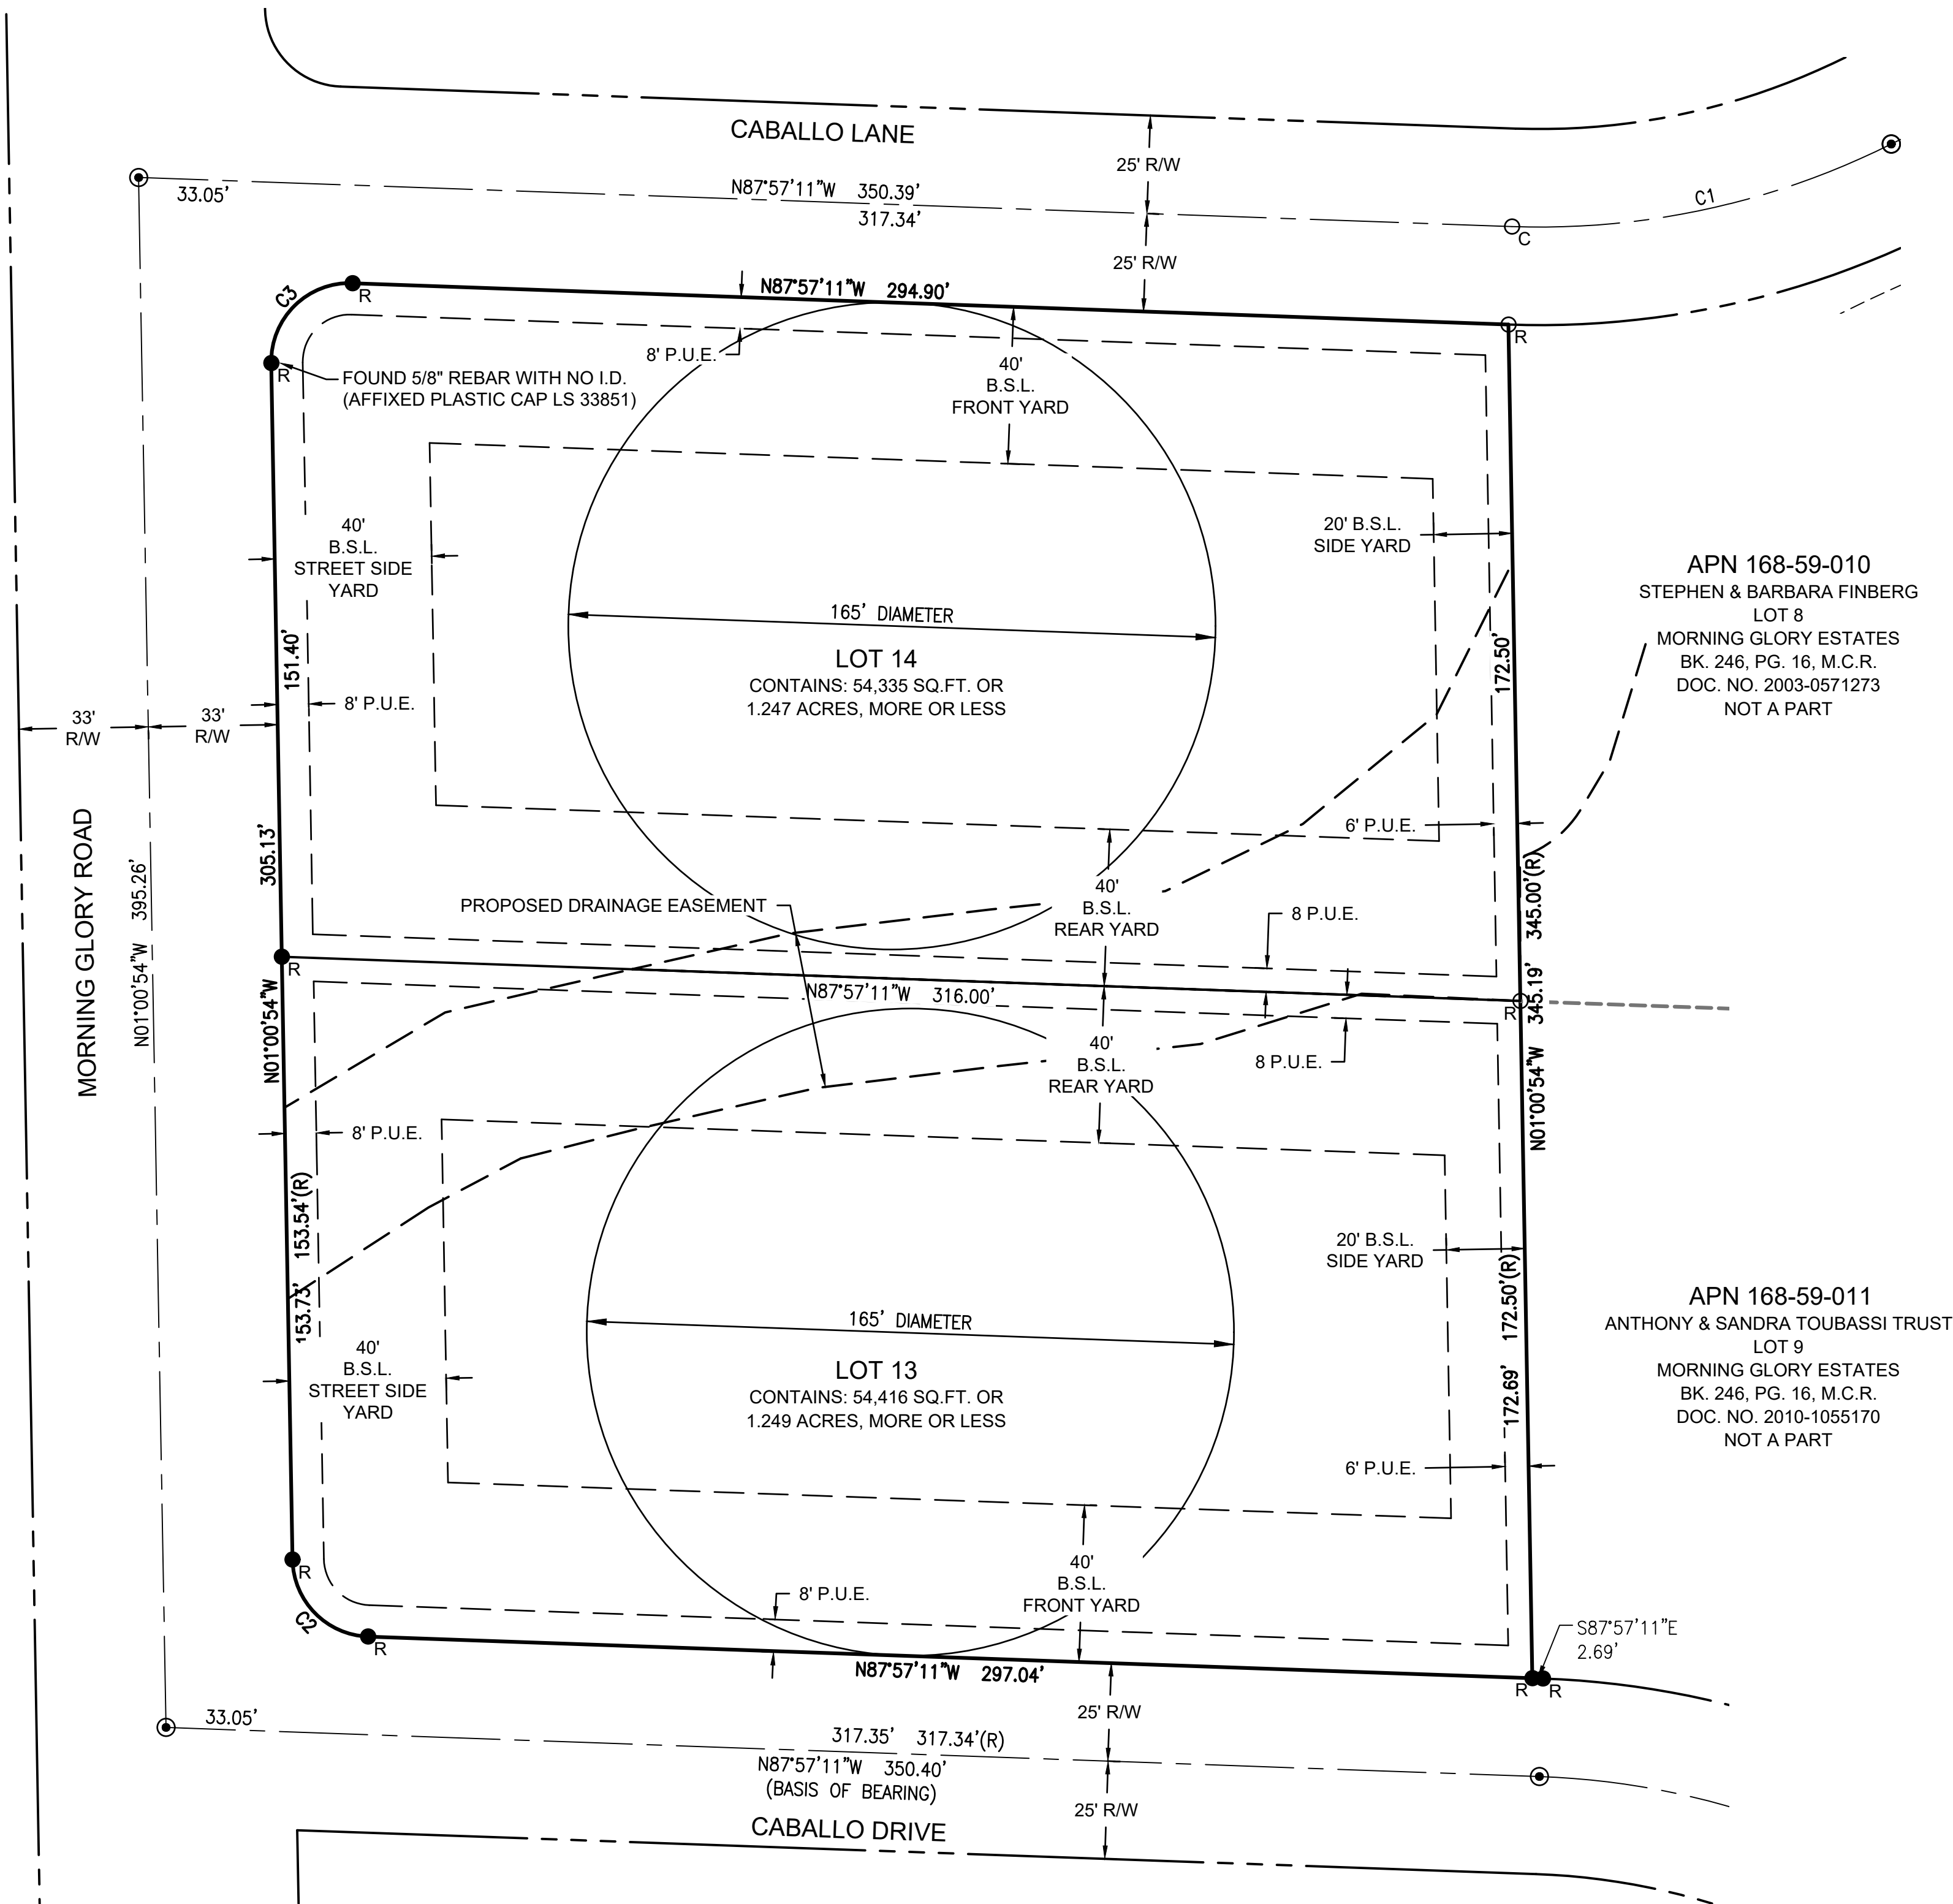 CABALLO LANE
25' R/W
33.05'
N87°57'11"W 350.39'
317.34'
C1
C
25' R/W
C3
R
N87°57'11"W 294.90'
R
8' P.U.E.
R
FOUND 5/8" REBAR WITH NO I.D.
(AFFIXED PLASTIC CAP LS 33851)
40'
B.S.L.
FRONT YARD
40'
B.S.L.
STREET SIDE
YARD
20' B.S.L.
SIDE YARD
APN 168-59-010
STEPHEN & BARBARA FINBERG
LOT 8
MORNING GLORY ESTATES
BK. 246, PG. 16, M.C.R.
DOC. NO. 2003-0571273
NOT A PART
165' DIAMETER
LOT 14
CONTAINS: 54,335 SQ.FT. OR
1.247 ACRES, MORE OR LESS
151.40'
172.50'
8' P.U.E.
33'
R/W
33'
R/W
MORNING GLORY ROAD
N01°00'54"W 395.26'
305.13'
6' P.U.E.
345.00'(R)
PROPOSED DRAINAGE EASEMENT
40'
B.S.L.
REAR YARD
8 P.U.E.
R
N01°00'54"W
N87°57'11"W 316.00'
R
345.19'
N01°00'54"W
40'
B.S.L.
REAR YARD
8 P.U.E.
8' P.U.E.
153.54'(R)
153.73'
20' B.S.L.
SIDE YARD
172.50'(R)
172.69'
APN 168-59-011
ANTHONY & SANDRA TOUBASSI TRUST
LOT 9
MORNING GLORY ESTATES
BK. 246, PG. 16, M.C.R.
DOC. NO. 2010-1055170
NOT A PART
165' DIAMETER
LOT 13
CONTAINS: 54,416 SQ.FT. OR
1.249 ACRES, MORE OR LESS
40'
B.S.L.
STREET SIDE
YARD
6' P.U.E.
R
C2
R
8' P.U.E.
40'
B.S.L.
FRONT YARD
S87°57'11"E
2.69'
N87°57'11"W 297.04'
R
R
25' R/W
33.05'
317.35' 317.34'(R)
N87°57'11"W 350.40'
(BASIS OF BEARING)
25' R/W
CABALLO DRIVE